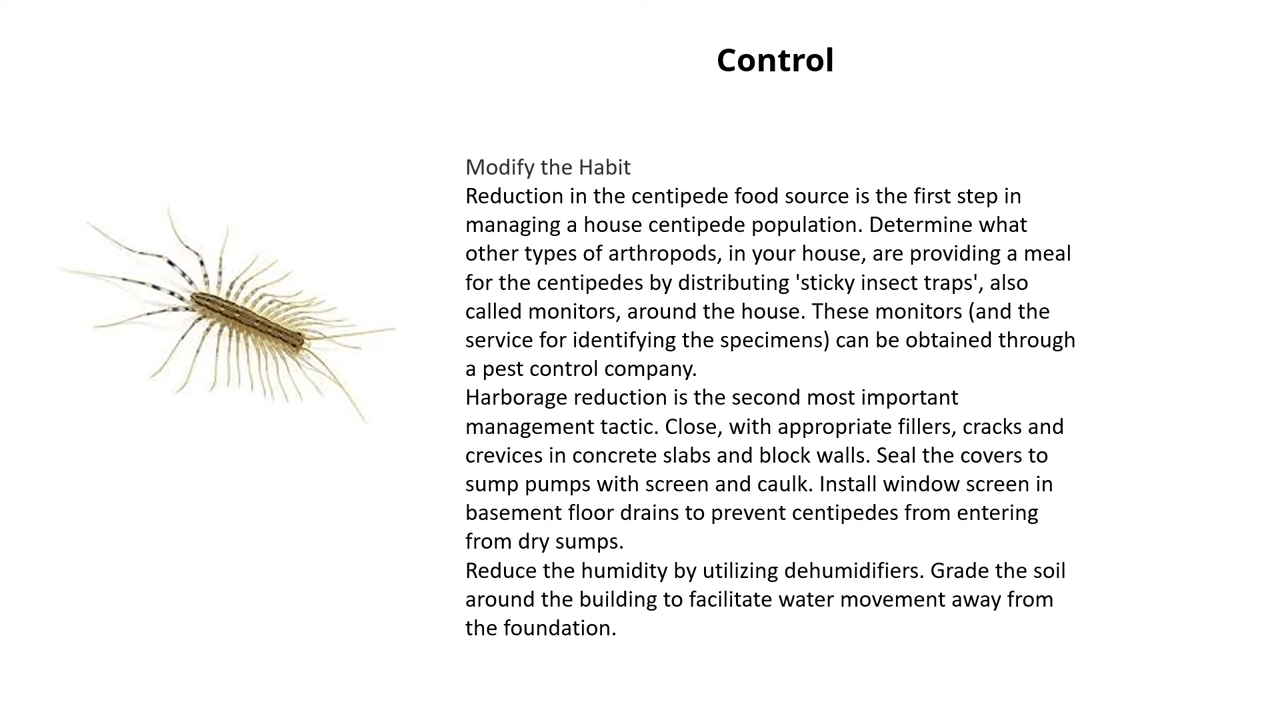 Control
Modify the Habit
Reduction in the centipede food source is the first step in
managing a house centipede population. Determine what
other types of arthropods, in your house, are providing a meal
for the centipedes by distributing 'sticky insect traps', also
called monitors, around the house. These monitors (and the
service for identifying the specimens) can be obtained through
a pest control company.
Harborage reduction is the second most important
management tactic. Close, with appropriate fillers, cracks and
crevices in concrete slabs and block walls. Seal the covers to
sump pumps with screen and caulk. Install window screen in
basement floor drains to prevent centipedes from entering
from dry sumps.
Reduce the humidity by utilizing dehumidifiers. Grade the soil
around the building to facilitate water movement away from
the foundation.